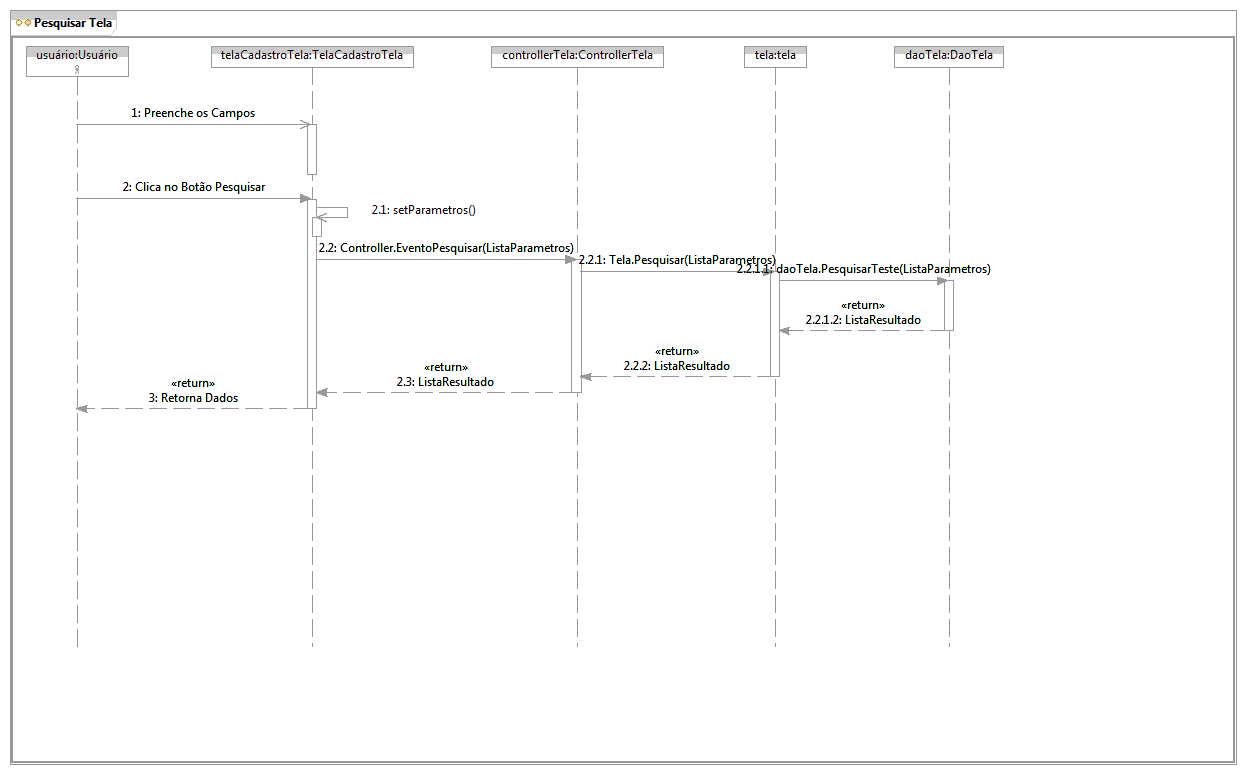 Pesquisar Tela
usuário:Usuário
telaCadastroTela:TelaCadastroTela
controllerTela:ControllerTela
tela:tela
daoTela:DaoTela
1: Preenche os Campos
2: Clica no Botão Pesquisar
2.1: setParametros()
2.2: Controller.EventoPesquisar(ListaParametros)
2.2.1: Tela.Pesquisar(ListaParametros)
2.2.1.1: daoTela.PesquisarTeste(ListaParametros)
«return»
2.2.1.2: ListaResultado
«return»
2.2.2: ListaResultado
«return»
2.3: ListaResultado
«return»
3: Retorna Dados